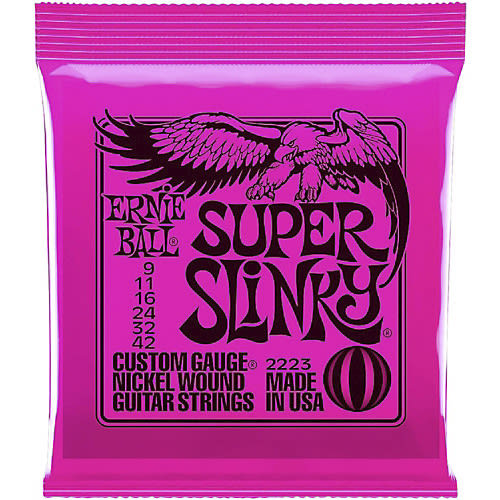 ERNIE
BALL®
SUPER
SLINKY®
9
11
16
24
32
42
CUSTOM GAUGE®
NICKEL WOUND
GUITAR STRINGS
2223
MADE
IN USA